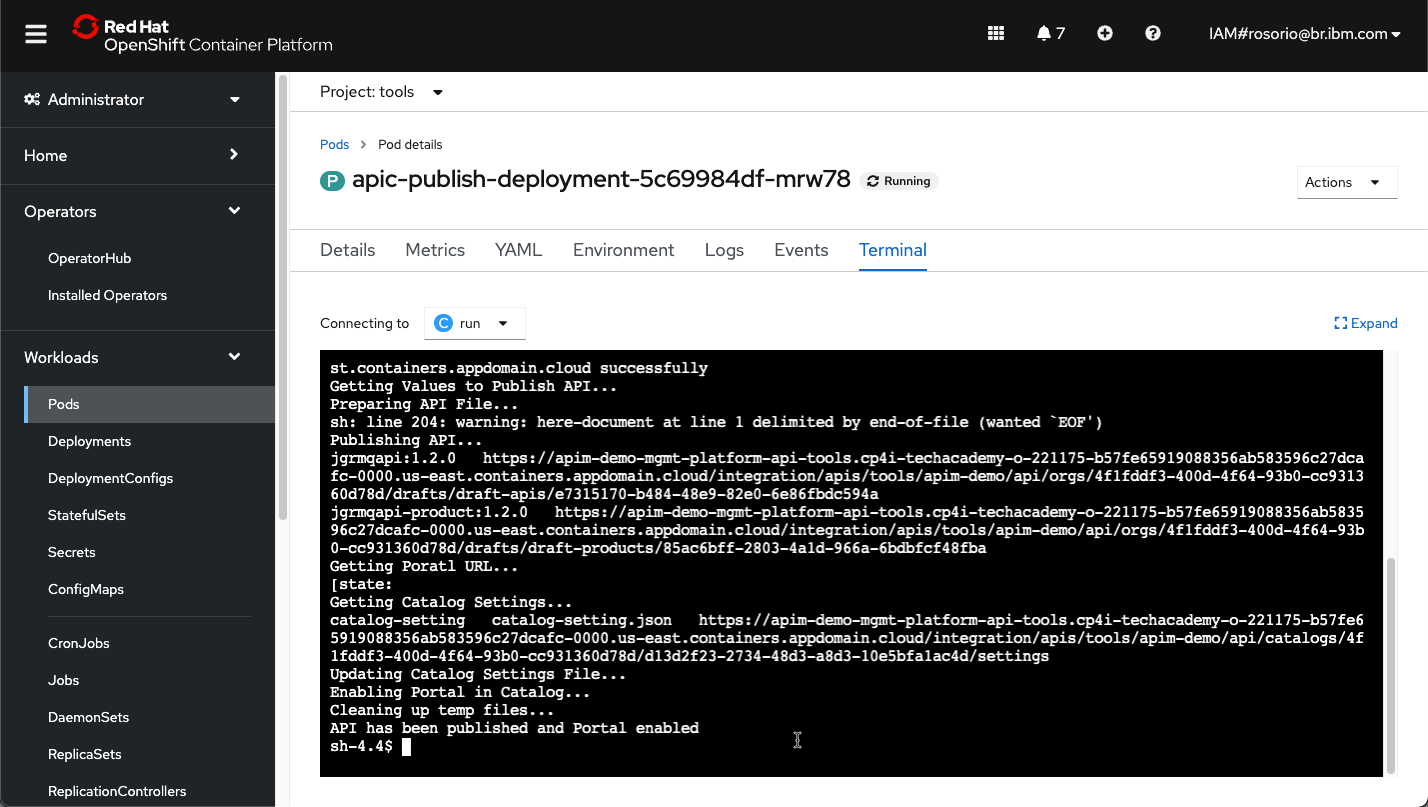 Red Hat
OpenShift Container Platform
7
IAM#rosorio@br.ibm.com
Administrator
Home
Operators
OperatorHub
Installed Operators
Workloads
Pods
Deployments
DeploymentConfigs
StatefulSets
Secrets
ConfigMaps
CronJobs
Jobs
DaemonSets
ReplicaSets
ReplicationControllers
Project: tools
Pods > Pod details
P apic-publish-deployment-5c69984df-mrw78 Running
Actions
Details Metrics YAML Environment Logs Events Terminal
Connecting to C run
Expand
st.containers.appdomain.cloud successfully
Getting Values to Publish API...
Preparing API File...
sh: line 204: warning: here-document at line 1 delimited by end-of-file (wanted `EOF')
Publishing API...
jgrmqapi:1.2.0 https://apim-demo-mgmt-platform-api-tools.cp4i-techacademy-o-221175-b57fe65919088356ab583596c27dca
fc-0000.us-east.containers.appdomain.cloud/integration/apis/tools/apim-demo/api/orgs/4f1fddf3-400d-4f64-93b0-cc9313
60d78d/drafts/draft-apis/e7315170-b484-48e9-82e0-6e86fbdc594a
jgrmqapi-product:1.2.0 https://apim-demo-mgmt-platform-api-tools.cp4i-techacademy-o-221175-b57fe65919088356ab5835
96c27dcafc-0000.us-east.containers.appdomain.cloud/integration/apis/tools/apim-demo/api/orgs/4f1fddf3-400d-4f64-93b
0-cc931360d78d/drafts/draft-products/85ac6bff-2803-4a1d-966a-6bdbfcf48fba
Getting Poratl URL...
[state:
Getting Catalog Settings...
catalog-setting catalog-setting.json https://apim-demo-mgmt-platform-api-tools.cp4i-techacademy-o-221175-b57fe6
5919088356ab583596c27dcafc-0000.us-east.containers.appdomain.cloud/integration/apis/tools/apim-demo/api/catalogs/4f
1fddf3-400d-4f64-93b0-cc931360d78d/d13d2f23-2734-48d3-a8d3-10e5bfa1ac4d/settings
Updating Catalog Settings File...
Enabling Portal in Catalog...
Cleaning up temp files...
API has been published and Portal enabled
sh-4.4$